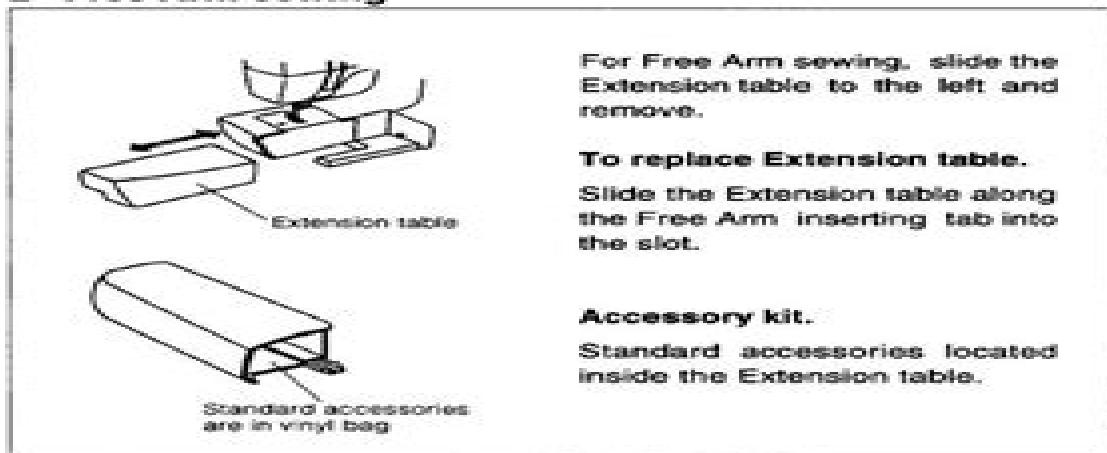 For Free Arm sewing, slide the
Extension table to the left and
remove.
To replace Extension table.
Slide the Extension table along
the Free Arm inserting tab into
the slot.
Extension table
Accessory kit.
Standard accessories located
inside the Extension table.
Standard accessories
are in vinyl bag